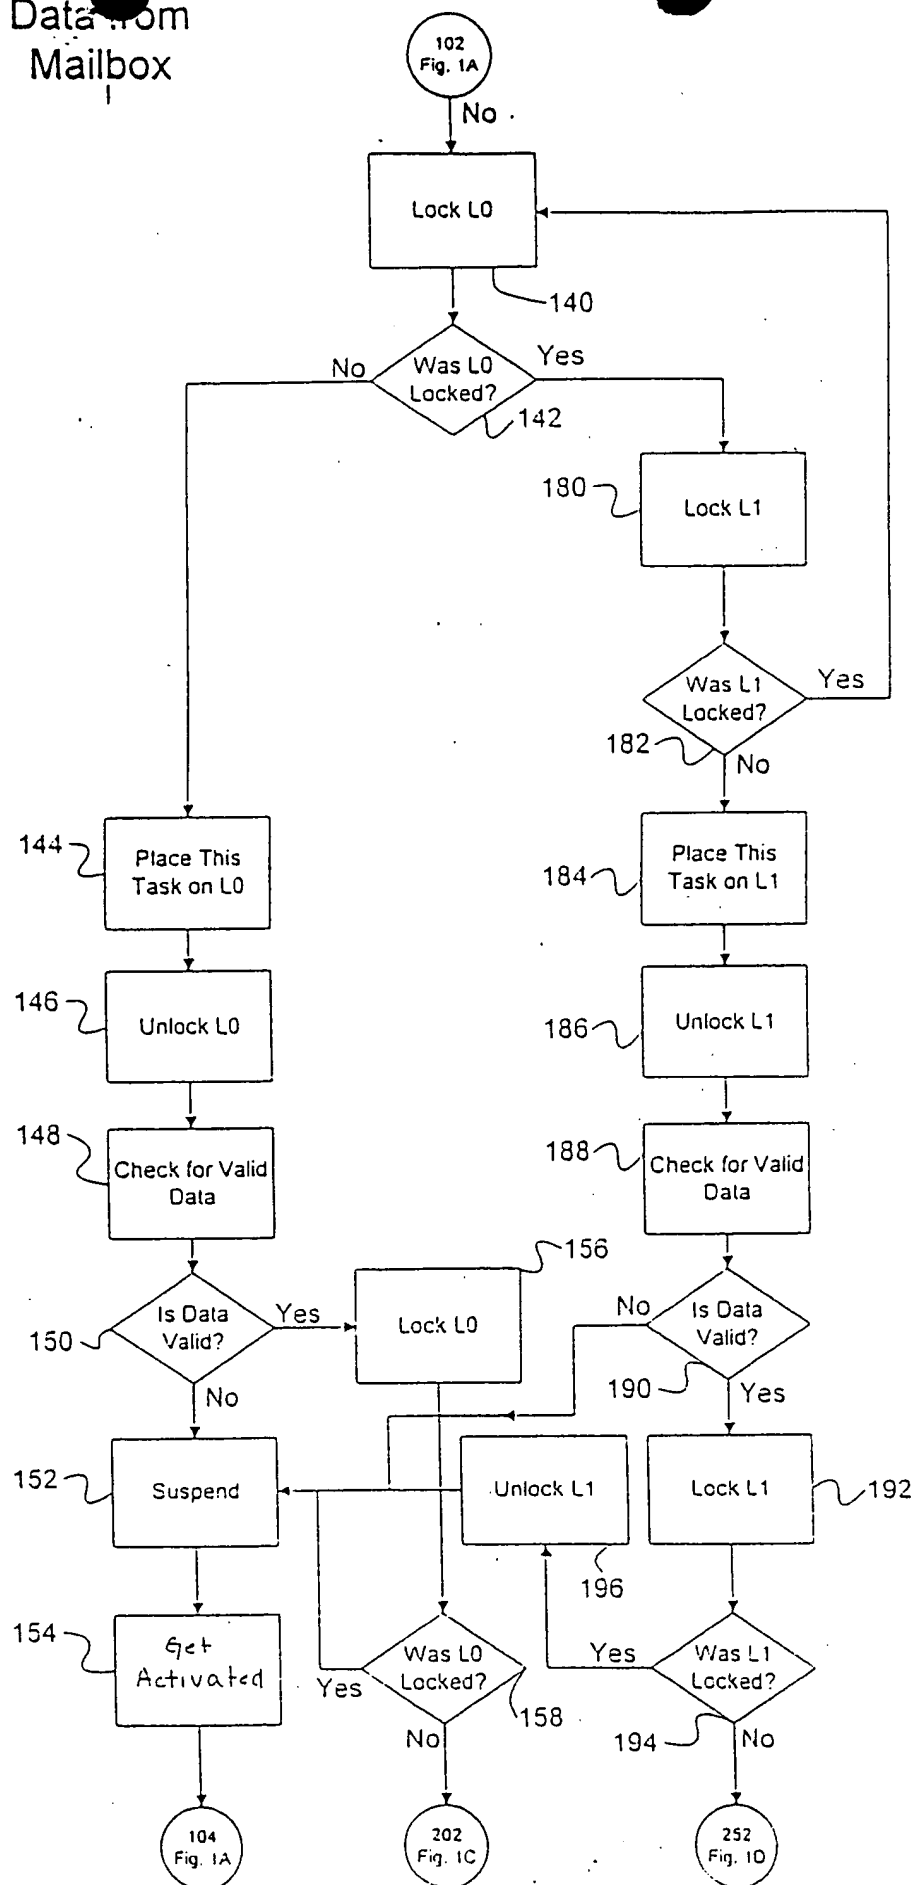 Data from
Mailbox
102
Fig. 1A
No
Lock L0
140
Was L0
Locked?
No
Yes
142
180
Lock L1
Was L1
Locked?
Yes
182
No
144
Place This
Task on L0
184
Place This
Task on L1
146
Unlock L0
186
Unlock L1
148
Check for Valid
Data
188
Check for Valid
Data
156
150
Is Data
Valid?
Yes
Lock L0
No
Is Data
Valid?
190
No
Yes
152
Suspend
Unlock L1
196
Lock L1
192
154
Get
Activated
Was L0
Locked?
Yes
158
No
Yes
Was L1
Locked?
194
No
104
Fig. 1A
202
Fig. 1C
252
Fig. 1D